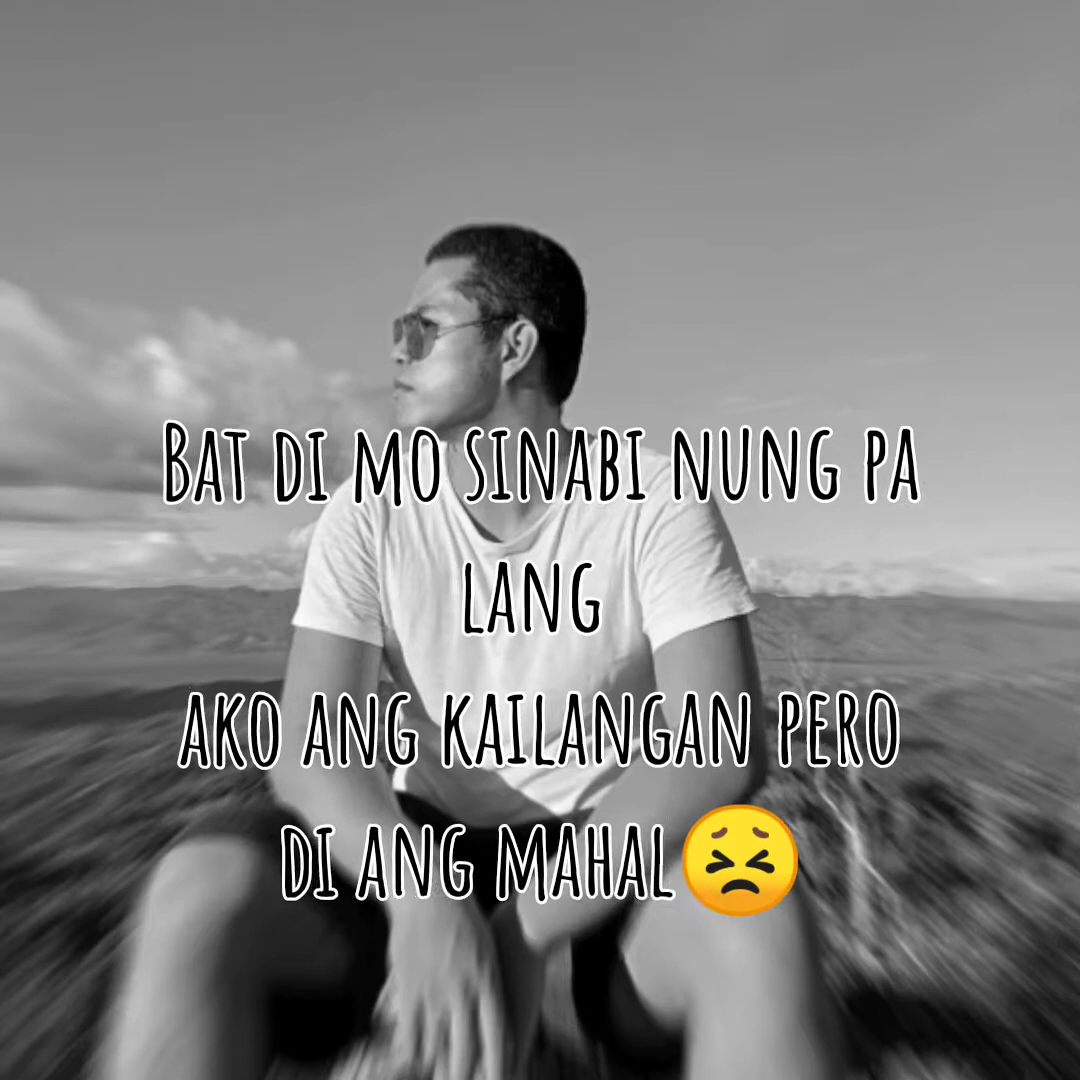 Bat di mo sinabi nung pa
lang
ako ang kailangan pero
di ang mahal😣